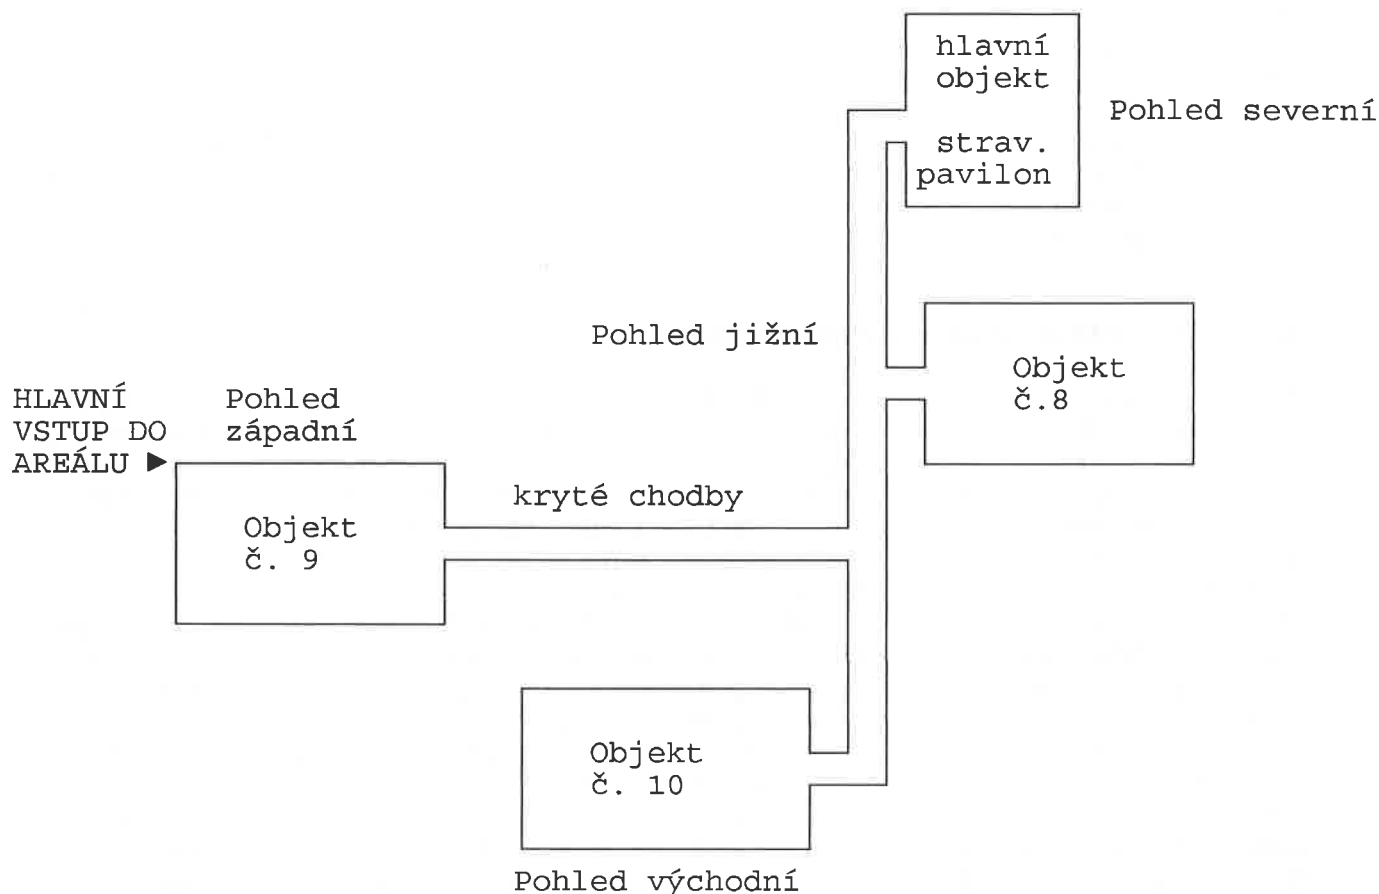 hlavní
objekt
strav.
pavilon
Pohled severní
Pohled jižní
Objekt
č.8
HLAVNÍ
VSTUP DO
AREÁLU ►
Pohled
západní
kryté chodby
Objekt
č. 9
Objekt
č. 10
Pohled východní